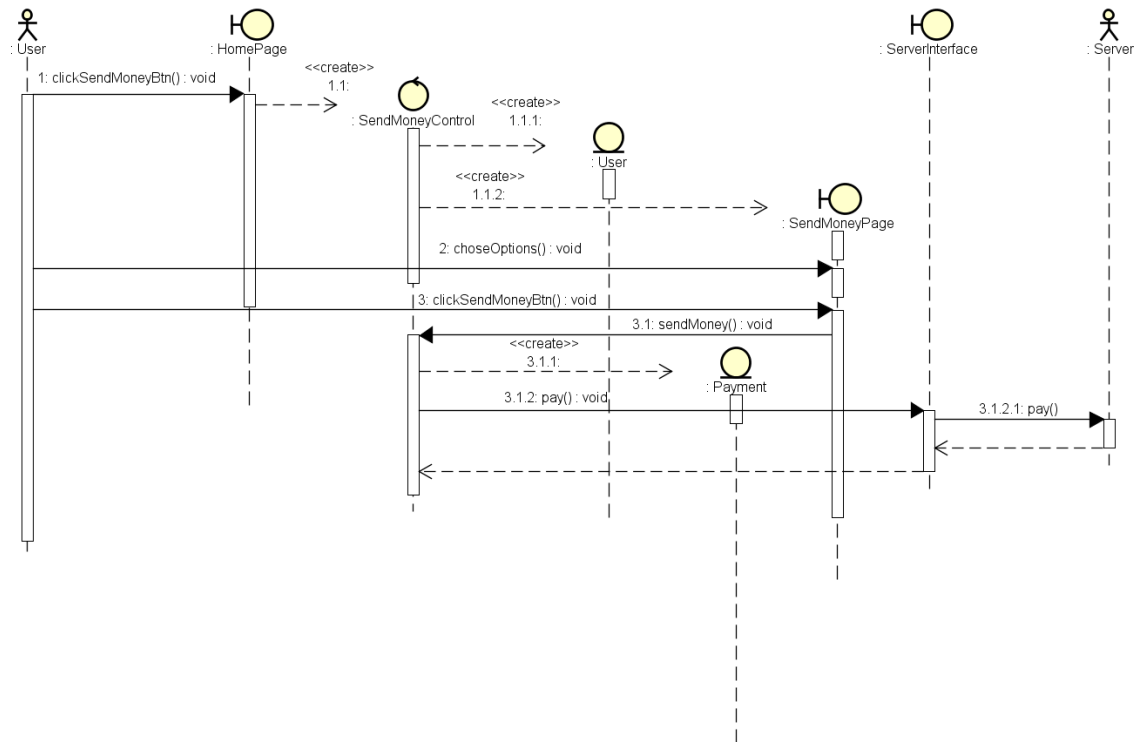 : User
: HomePage
: ServerInterface
: Server
1: clickSendMoneyBtn() : void
<<create>>
1.1:
: SendMoneyControl
<<create>>
1.1.1:
: User
<<create>>
1.1.2:
: SendMoneyPage
2: choseOptions() : void
3: clickSendMoneyBtn() : void
3.1: sendMoney() : void
<<create>>
3.1.1:
: Payment
3.1.2: pay() : void
3.1.2.1: pay()